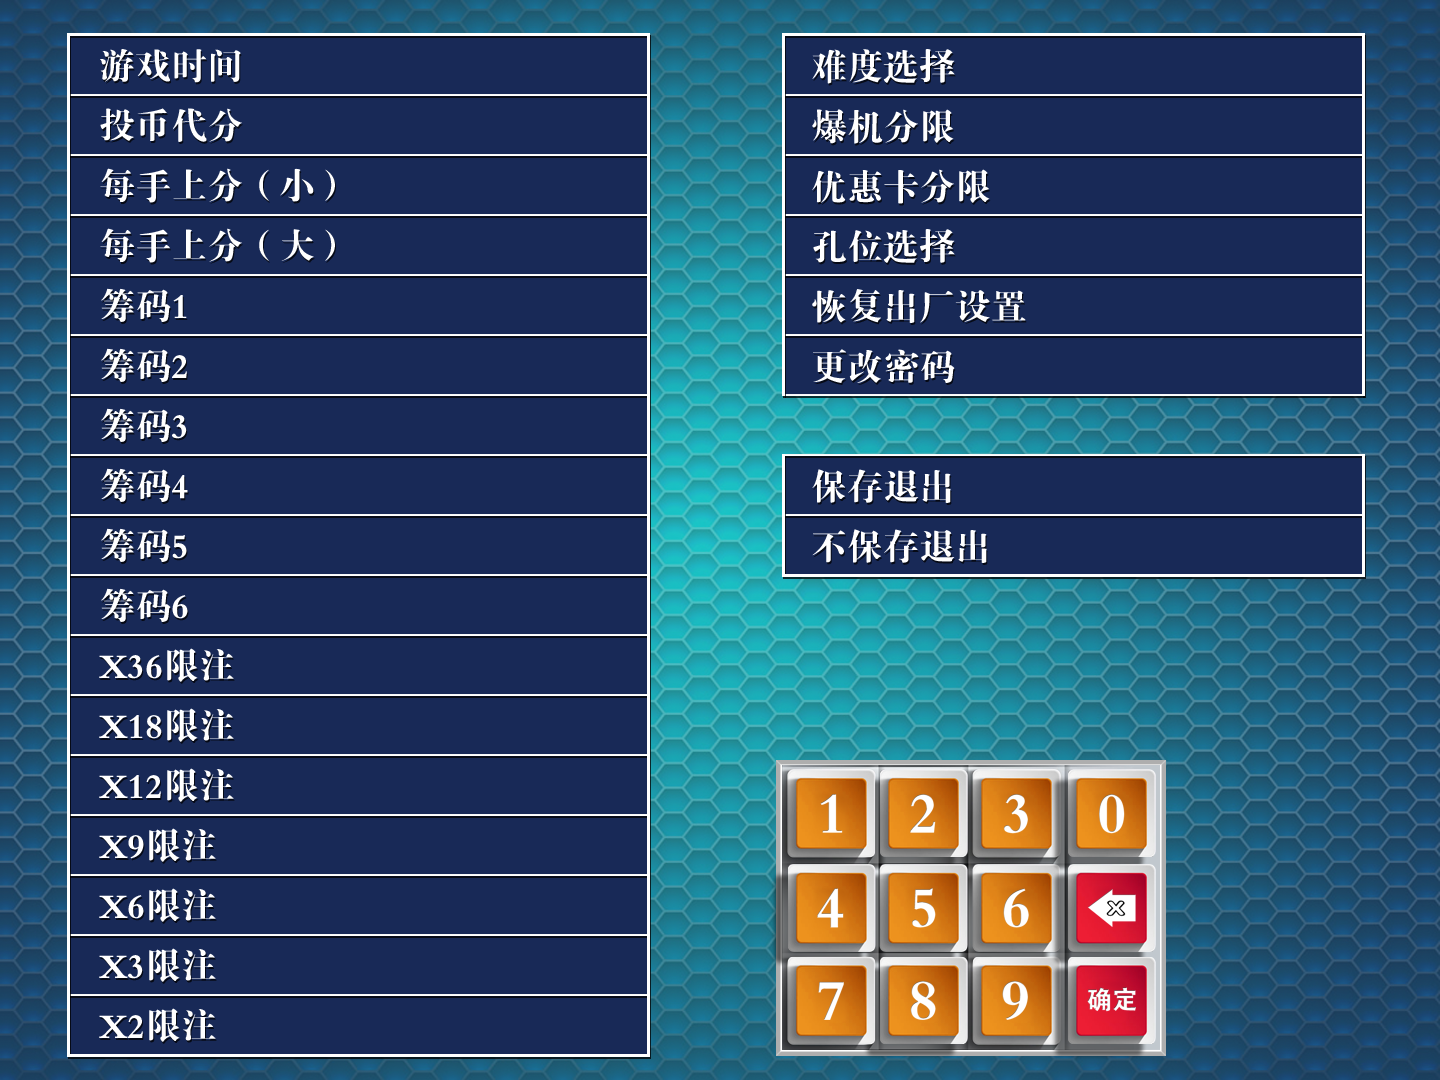 游戏时间
投币代分
每手上分（小）
每手上分（大）
筹码1
筹码2
筹码3
筹码4
筹码5
筹码6
X36限注
X18限注
X12限注
X9限注
X6限注
X3限注
X2限注
难度选择
爆机分限
优惠卡分限
孔位选择
恢复出厂设置
更改密码
保存退出
不保存退出
1 2 3 0
4 5 6
7 8 9 确定